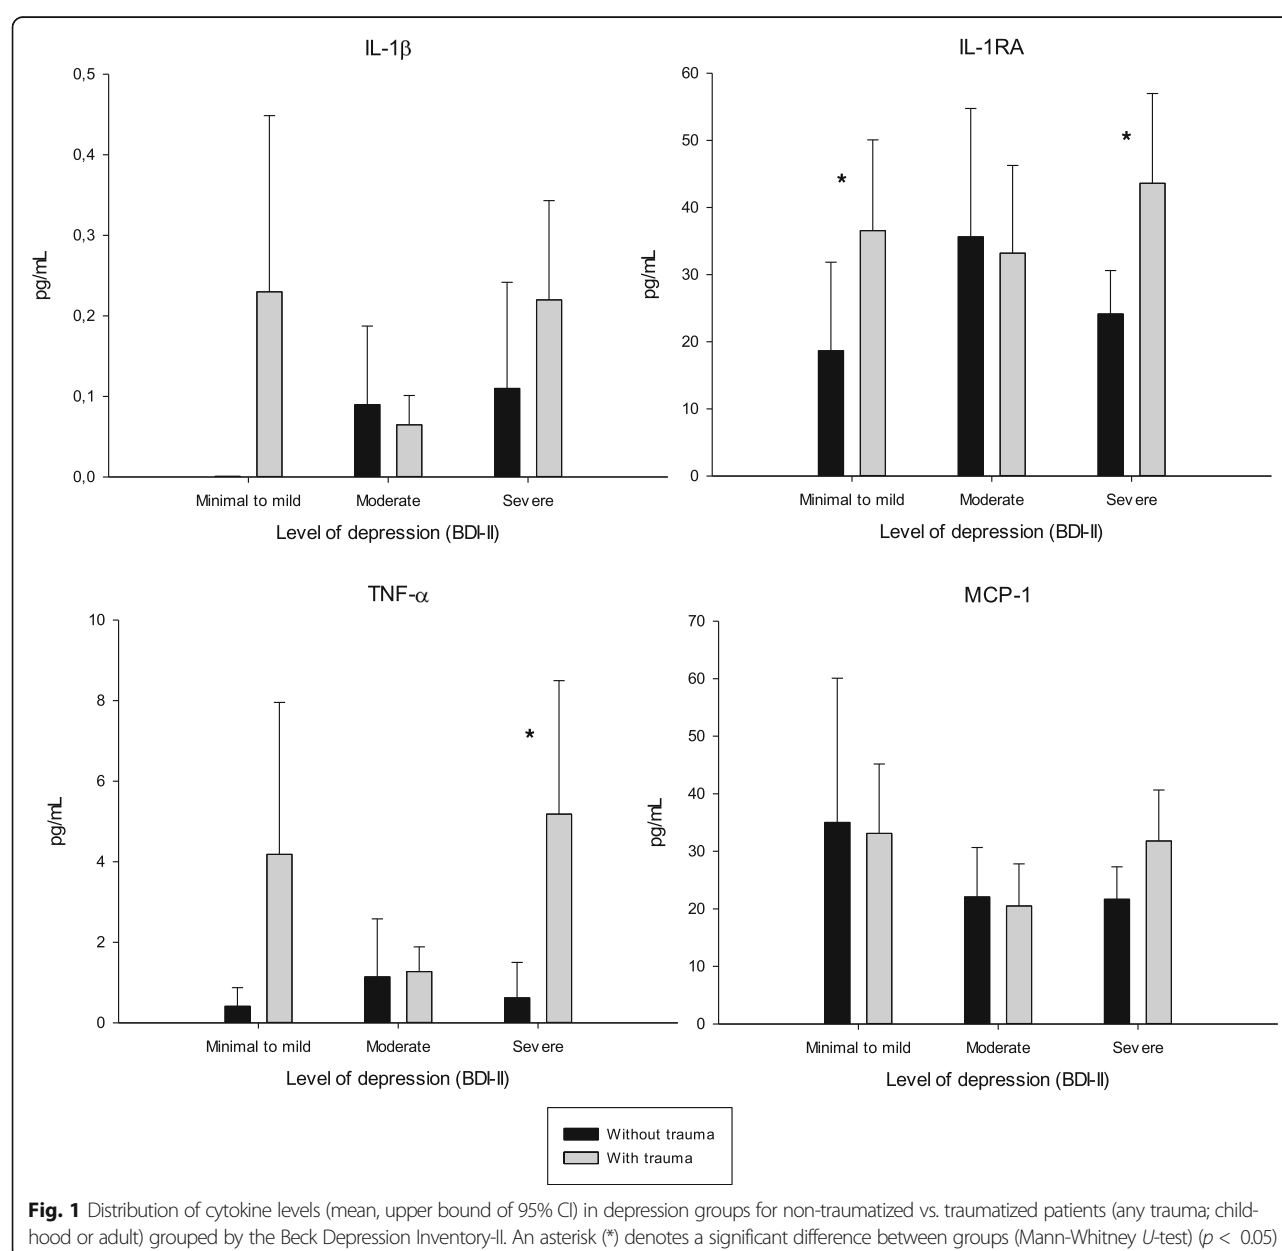 IL-1β
0,5
0,4
0,3
0,2
0,1
0,0
pg/mL
Minimal to mild Moderate Severe
Level of depression (BDI-II)
IL-1RA
60
50
40
30
20
10
0
pg/mL
*
*
Minimal to mild Moderate Severe
Level of depression (BDI-II)
TNF-α
10
8
6
4
2
0
pg/mL
*
Minimal to mild Moderate Severe
Level of depression (BDI-II)
MCP-1
70
60
50
40
30
20
10
0
pg/mL
Minimal to mild Moderate Severe
Level of depression (BDI-II)
Without trauma
With trauma
Fig. 1 Distribution of cytokine levels (mean, upper bound of 95% CI) in depression groups for non-traumatized vs. traumatized patients (any trauma; child-
hood or adult) grouped by the Beck Depression Inventory-II. An asterisk (*) denotes a significant difference between groups (Mann-Whitney U-test) (p < 0.05)